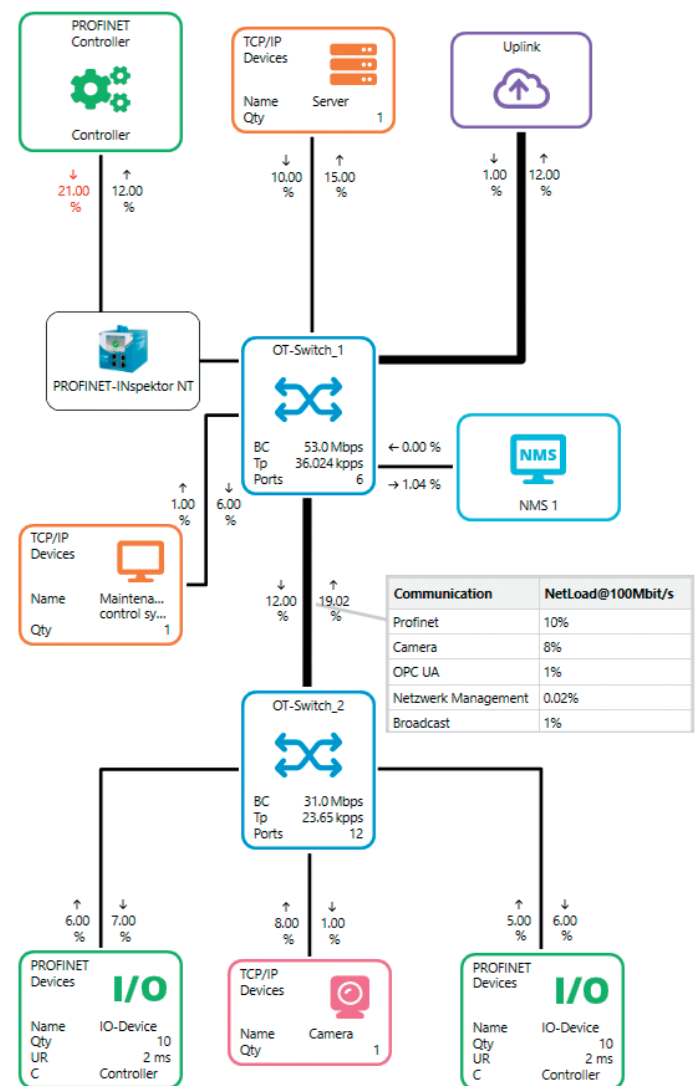 PROFINET
Controller
Controller
TCP/IP
Devices
Name Server
Qty 1
Uplink
↓ ↑
21.00 12.00
% %
↓ ↑
10.00 15.00
% %
↓ ↑
1.00 12.00
% %
PROFINET-INspektor NT
OT-Switch_1
BC 53.0 Mbps
Tp 36.024 kpps
Ports 6
← 0.00 %
→ 1.04 %
NMS
NMS 1
↑ ↓
1.00 6.00
% %
TCP/IP
Devices
Name Maintena...
control sy...
Qty 1
↓ ↑
12.00 19.02
% %
Communication NetLoad@100Mbit/s
Profinet 10%
Camera 8%
OPC UA 1%
Netzwerk Management 0.02%
Broadcast 1%
OT-Switch_2
BC 31.0 Mbps
Tp 23.65 kpps
Ports 12
↑ ↓
6.00 7.00
% %
↑ ↓
8.00 1.00
% %
↑ ↓
5.00 6.00
% %
PROFINET
Devices
I/O
Name IO-Device
Qty 10
UR 2 ms
C Controller
TCP/IP
Devices
Name Camera
Qty 1
PROFINET
Devices
I/O
Name IO-Device
Qty 10
UR 2 ms
C Controller